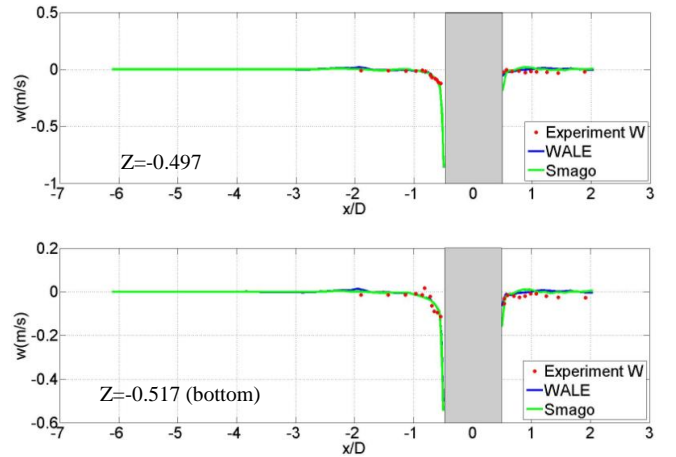 0.5
0
-0.5
-1
w(m/s)
Z=-0.497
Experiment W
WALE
Smago
-7 -6 -5 -4 -3 -2 -1 0 1 2 3
x/D
0.2
0
-0.2
-0.4
-0.6
w(m/s)
Z=-0.517 (bottom)
Experiment W
WALE
Smago
-7 -6 -5 -4 -3 -2 -1 0 1 2 3
x/D